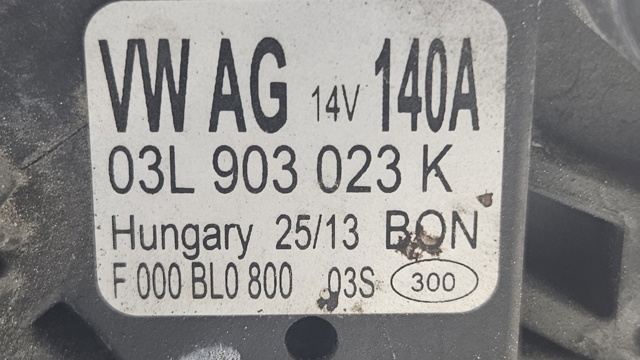 VW AG 14V 140A
03L 903 023 K
Hungary 25/13 BON
F 000 BL0 800 03S 300